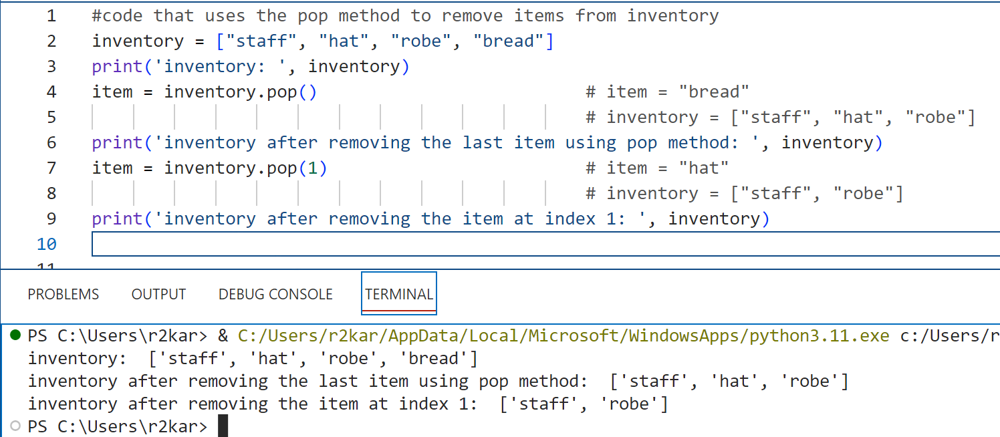 1 #code that uses the pop method to remove items from inventory
2 inventory = ["staff", "hat", "robe", "bread"]
3 print('inventory: ', inventory)
4 item = inventory.pop() # item = "bread"
5 # inventory = ["staff", "hat", "robe"]
6 print('inventory after removing the last item using pop method: ', inventory)
7 item = inventory.pop(1) # item = "hat"
8 # inventory = ["staff", "robe"]
9 print('inventory after removing the item at index 1: ', inventory)
10
11
PROBLEMS OUTPUT DEBUG CONSOLE TERMINAL
PS C:\Users\r2kar> & C:/Users/r2kar/AppData/Local/Microsoft/WindowsApps/python3.11.exe c:/Users/r
inventory:  ['staff', 'hat', 'robe', 'bread']
inventory after removing the last item using pop method:  ['staff', 'hat', 'robe']
inventory after removing the item at index 1:  ['staff', 'robe']
PS C:\Users\r2kar>